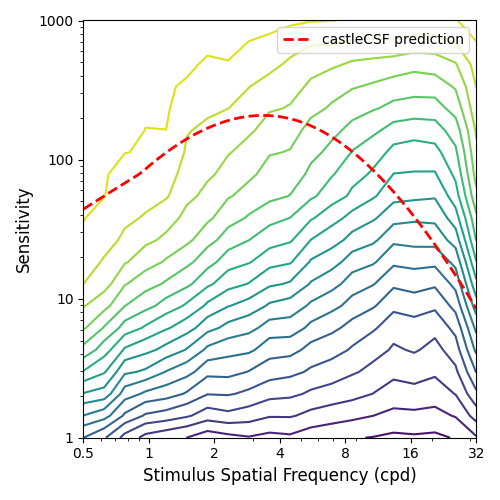 castleCSF prediction
1000
100
10
1
Sensitivity
0.5 1 2 4 8 16 32
Stimulus Spatial Frequency (cpd)